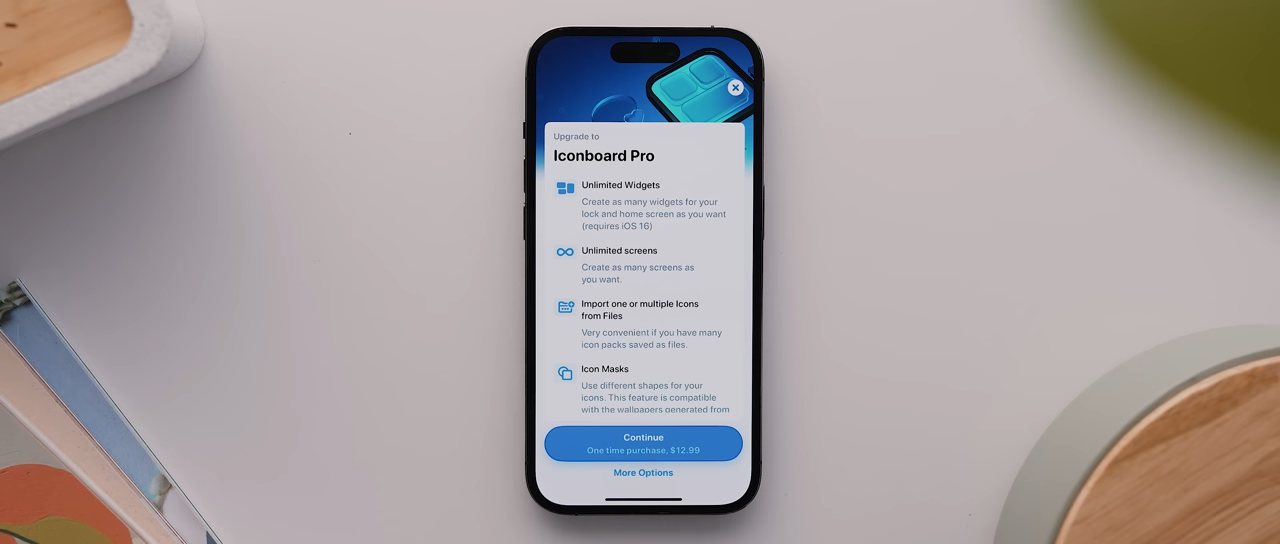 Upgrade to
Iconboard Pro
Unlimited Widgets
Create as many widgets for your
lock and home screen as you want
(requires iOS 16)
Unlimited screens
Create as many screens as
you want.
Import one or multiple Icons
from Files
Very convenient if you have many
icon packs saved as files.
Icon Masks
Use different shapes for your
icons. This feature is compatible
with the wallpapers generated from
Continue
One time purchase, $12.99
More Options